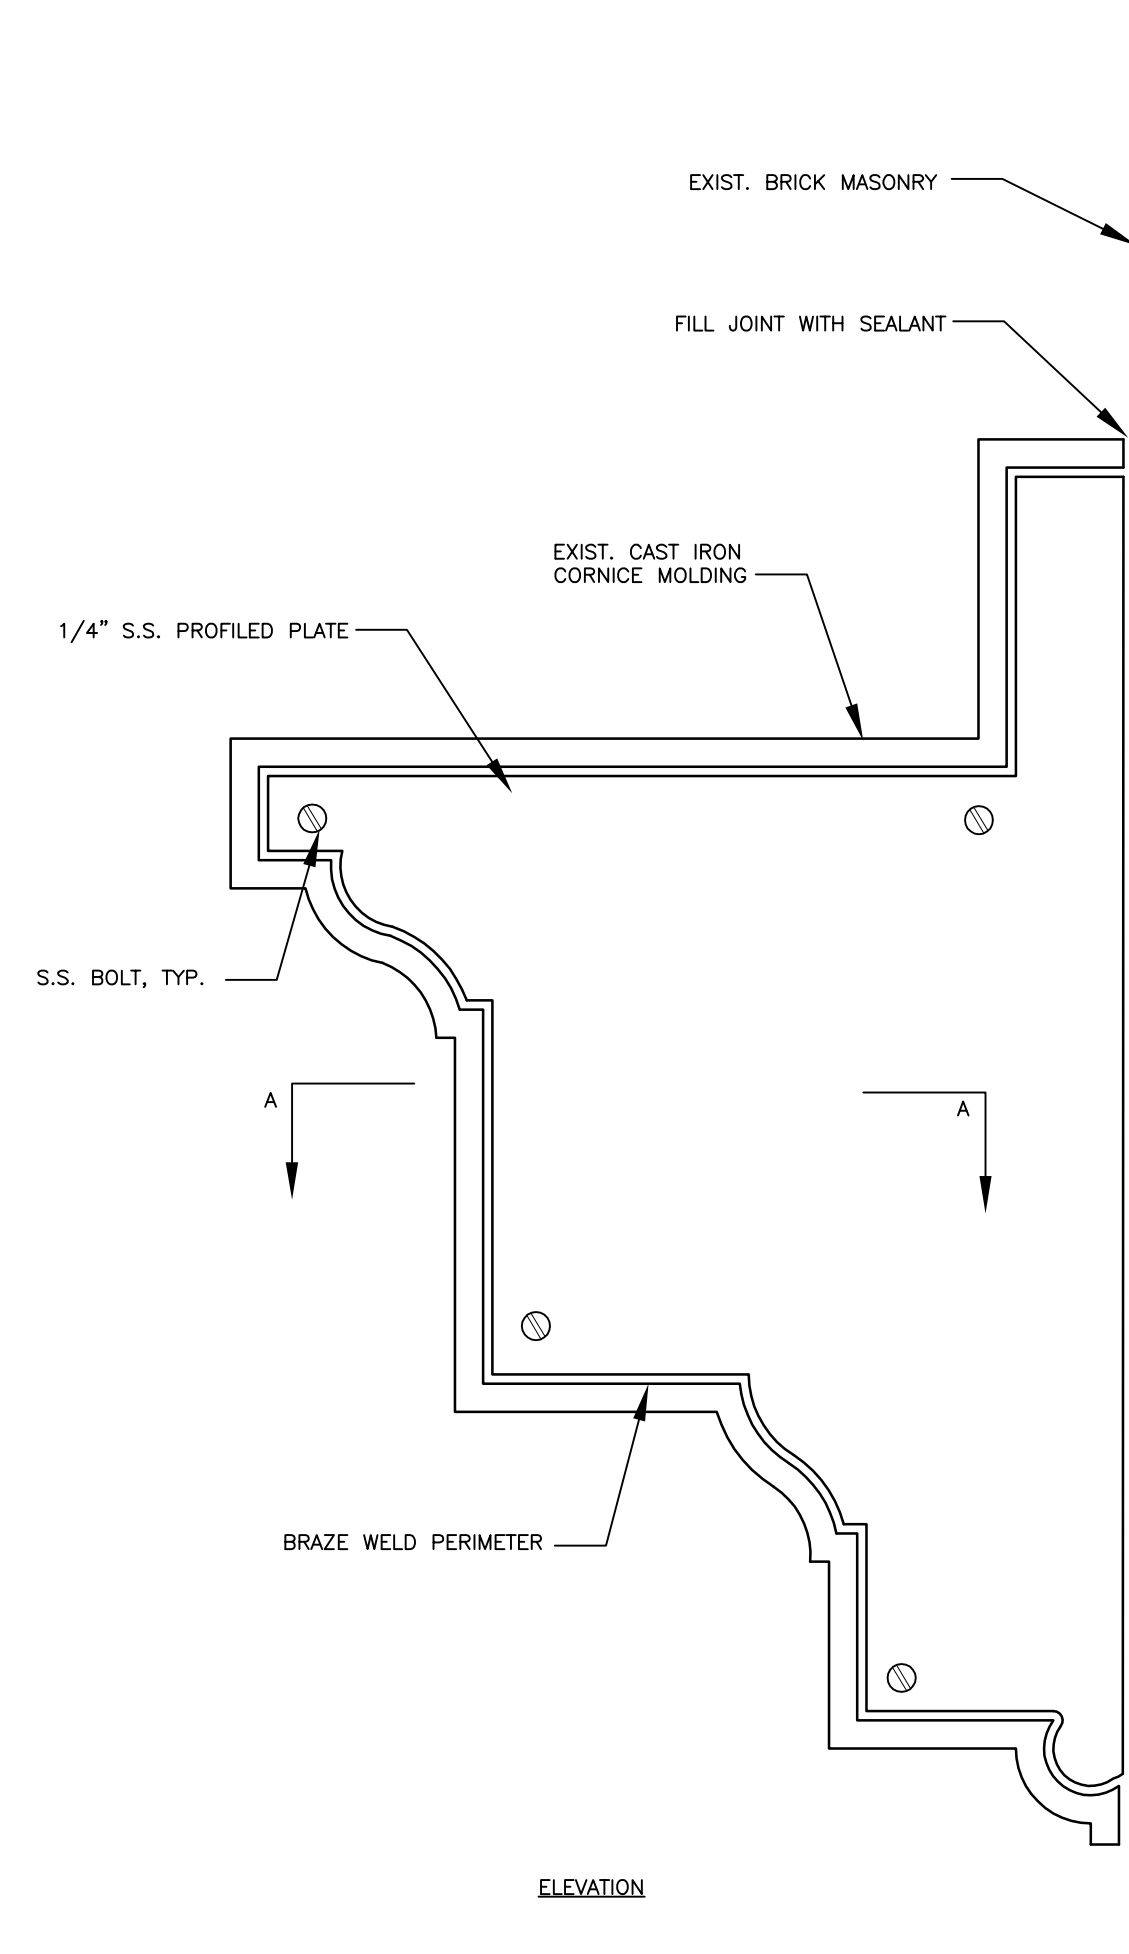 EXIST. BRICK MASONRY
FILL JOINT WITH SEALANT
EXIST. CAST IRON
CORNICE MOLDING
1/4” S.S. PROFILED PLATE
S.S. BOLT, TYP.
A
A
BRAZE WELD PERIMETER
ELEVATION